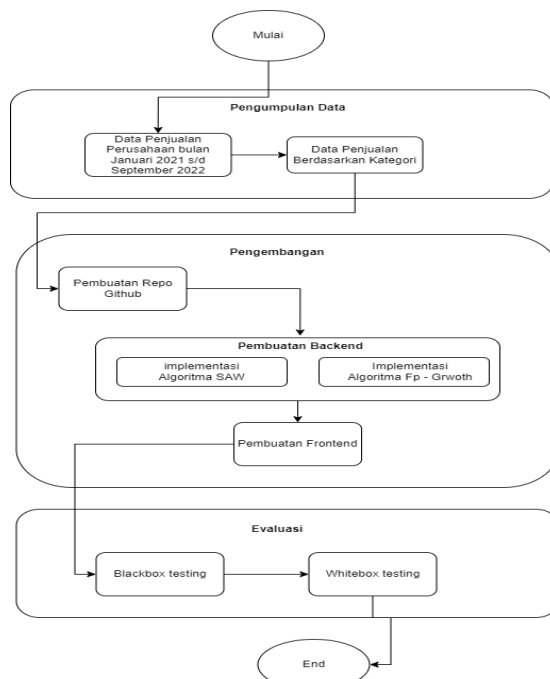 Mulai
Pengumpulan Data
Data Penjualan
Perusahaan bulan
Januari 2021 s/d
September 2022
Data Penjualan
Berdasarkan Kategori
Pengembangan
Pembuatan Repo
Github
Pembuatan Backend
implementasi
Algoritma SAW
Implementasi
Algoritma Fp - Grwoth
Pembuatan Frontend
Evaluasi
Blackbox testing
Whitebox testing
End